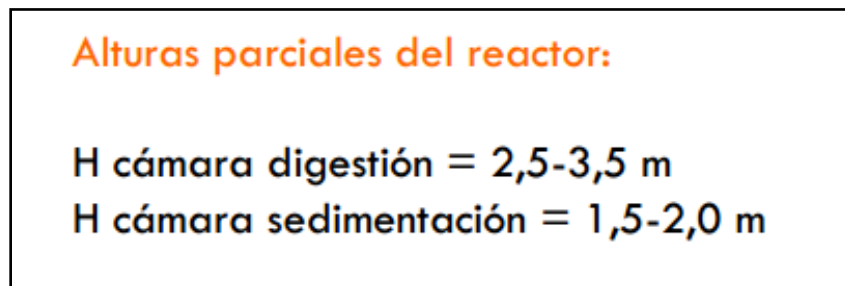 Alturas parciales del reactor:
H cámara digestión = 2,5-3,5 m
H cámara sedimentación = 1,5-2,0 m